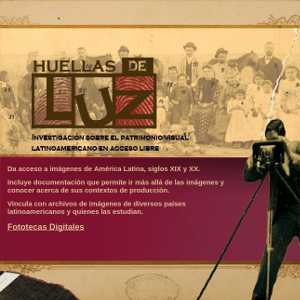 HUELLAS DE
LUZ
INVESTIGACIÓN SOBRE EL PATRIMONIO VISUAL
LATINOAMERICANO EN ACCESO LIBRE
Da acceso a imágenes de América Latina, siglos XIX y XX.
Incluye documentación que permite ir más allá de las imágenes y
conocer acerca de sus contextos de producción.
Vincula con archivos de imágenes de diversos países
latinoamericanos y quienes las estudian.
Fototecas Digitales